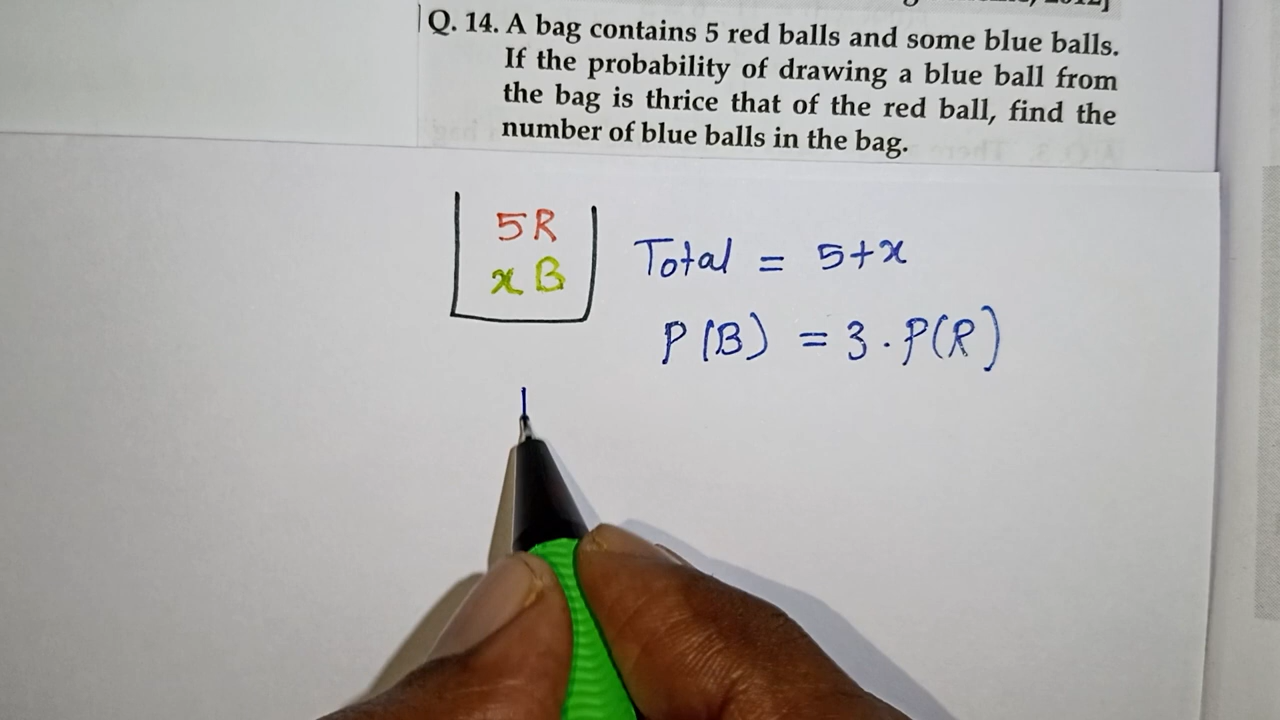 Q. 14. A bag contains 5 red balls and some blue balls.
If the probability of drawing a blue ball from
the bag is thrice that of the red ball, find the
number of blue balls in the bag.
5R
x B
Total = 5+x
P(B) = 3.P(R)